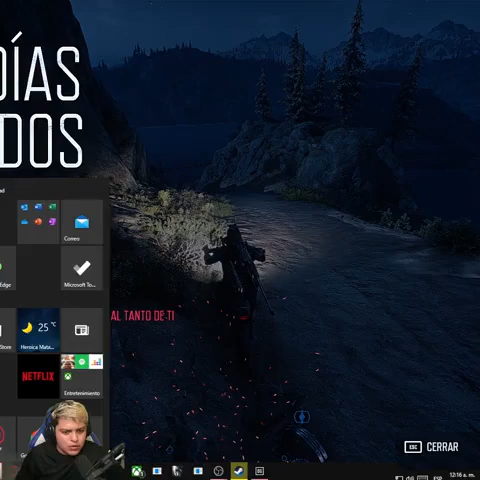 DÍAS
DOS
ad
Correo
Edge
Microsoft To...
AL TANTO DE TI
Store
25 °C
Heroica Mata...
NETFLIX
Entretenimiento
ESC CERRAR
ESP
12:16 a. m.